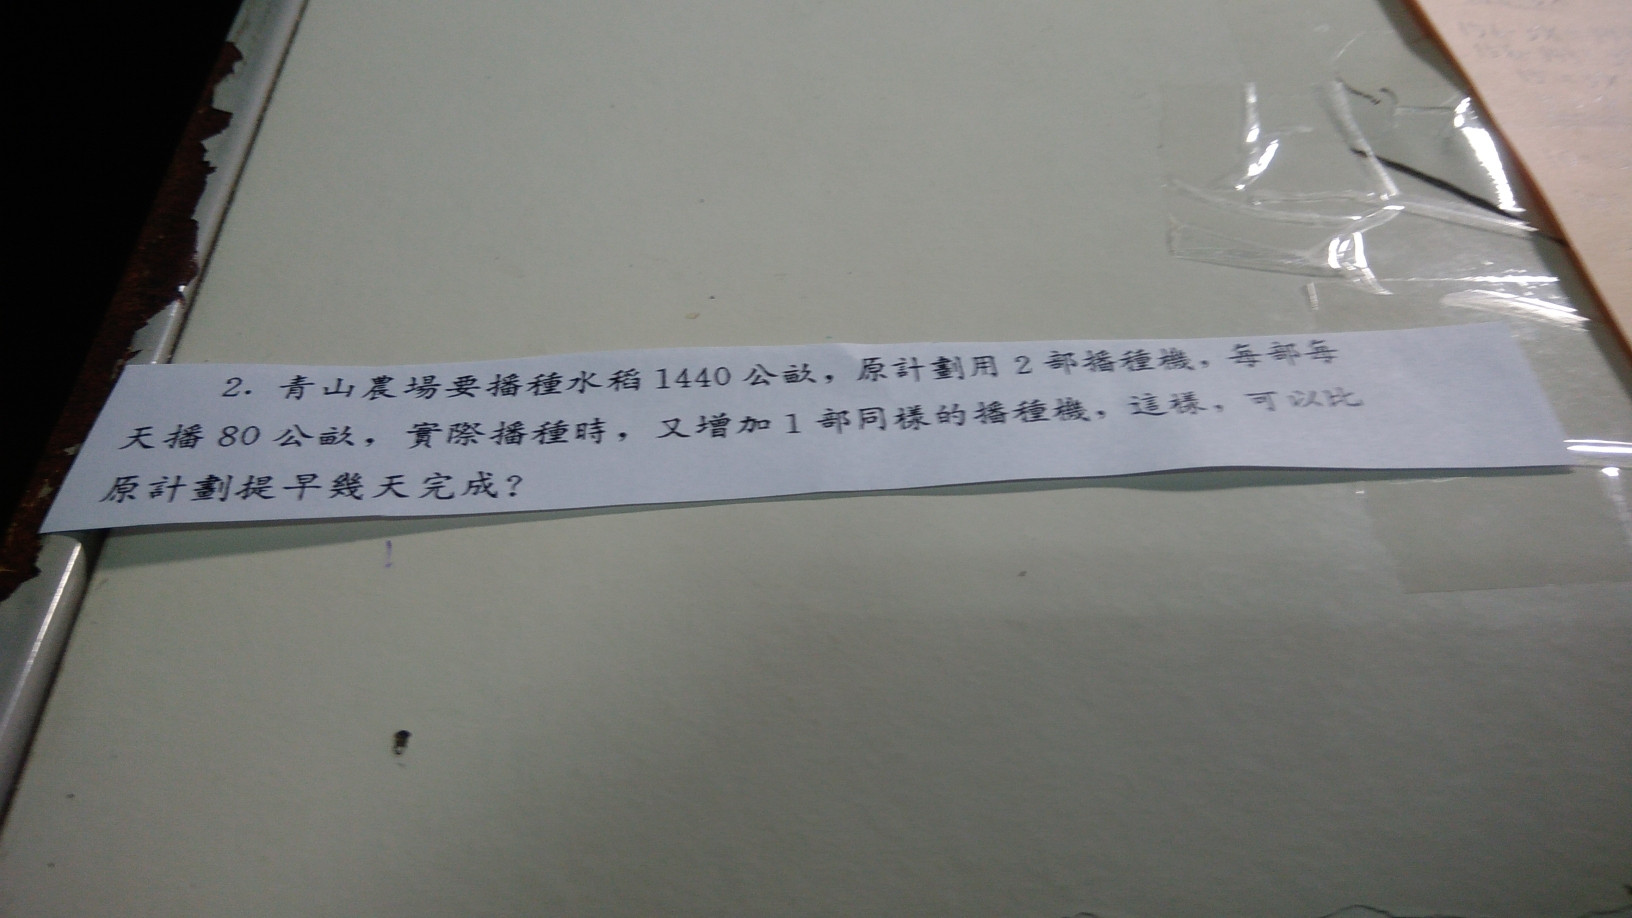 2. 青山農場要播種水稻 1440 公畝，原計劃用 2 部播種機，每部每
天播 80 公畝，實際播種時，又增加 1 部同樣的播種機，這樣，可以比
原計劃提早幾天完成？